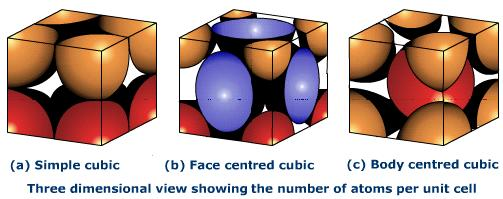 (a) Simple cubic (b) Face centred cubic (c) Body centred cubic
Three dimensional view showing the number of atoms per unit cell